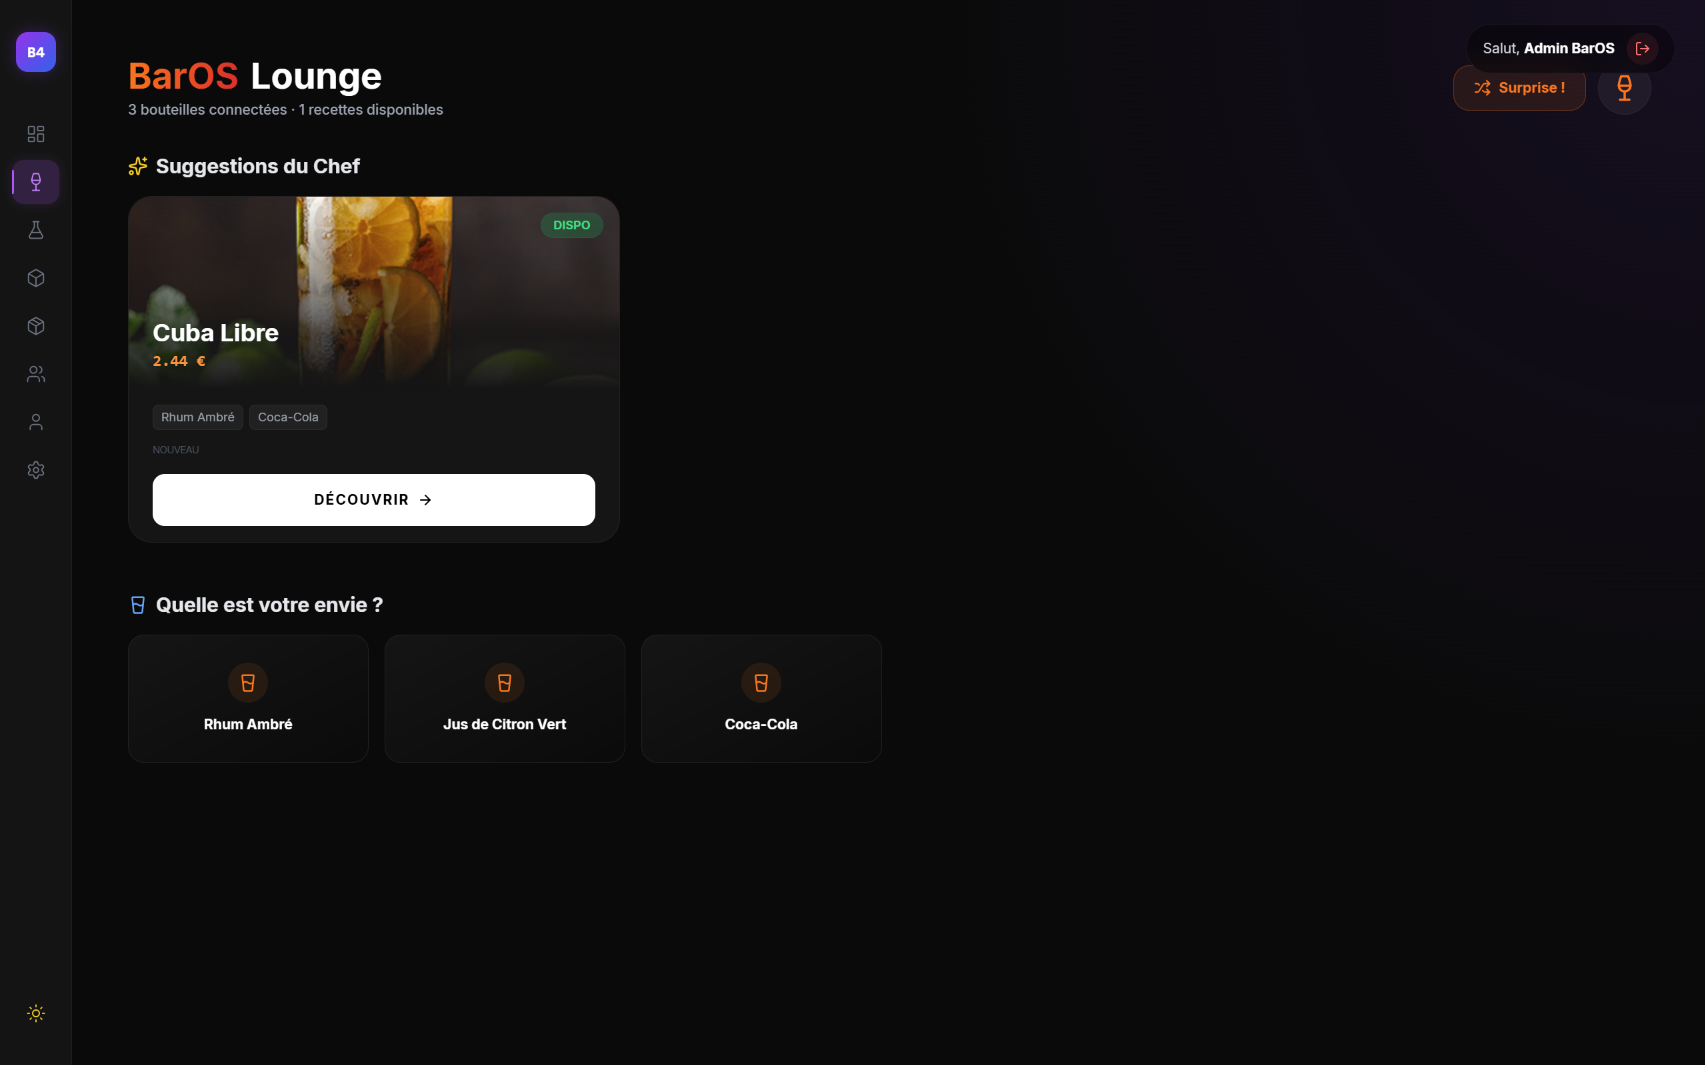 B4
Salut, Admin BarOS
BarOS Lounge
3 bouteilles connectées · 1 recettes disponibles
Surprise !
Suggestions du Chef
DISPO
Cuba Libre
2.44 €
Rhum Ambré
Coca-Cola
NOUVEAU
DÉCOUVRIR →
Quelle est votre envie ?
Rhum Ambré
Jus de Citron Vert
Coca-Cola